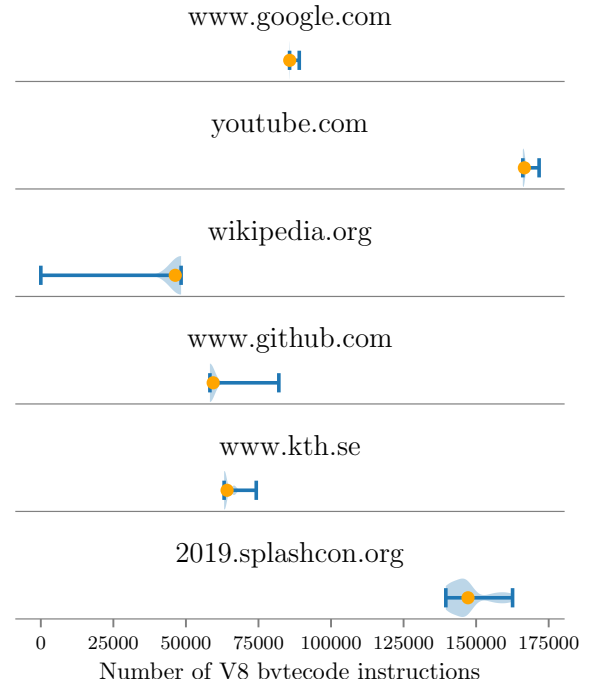 www.google.com
youtube.com
wikipedia.org
www.github.com
www.kth.se
2019.splashcon.org
0 25000 50000 75000 100000 125000 150000 175000
Number of V8 bytecode instructions